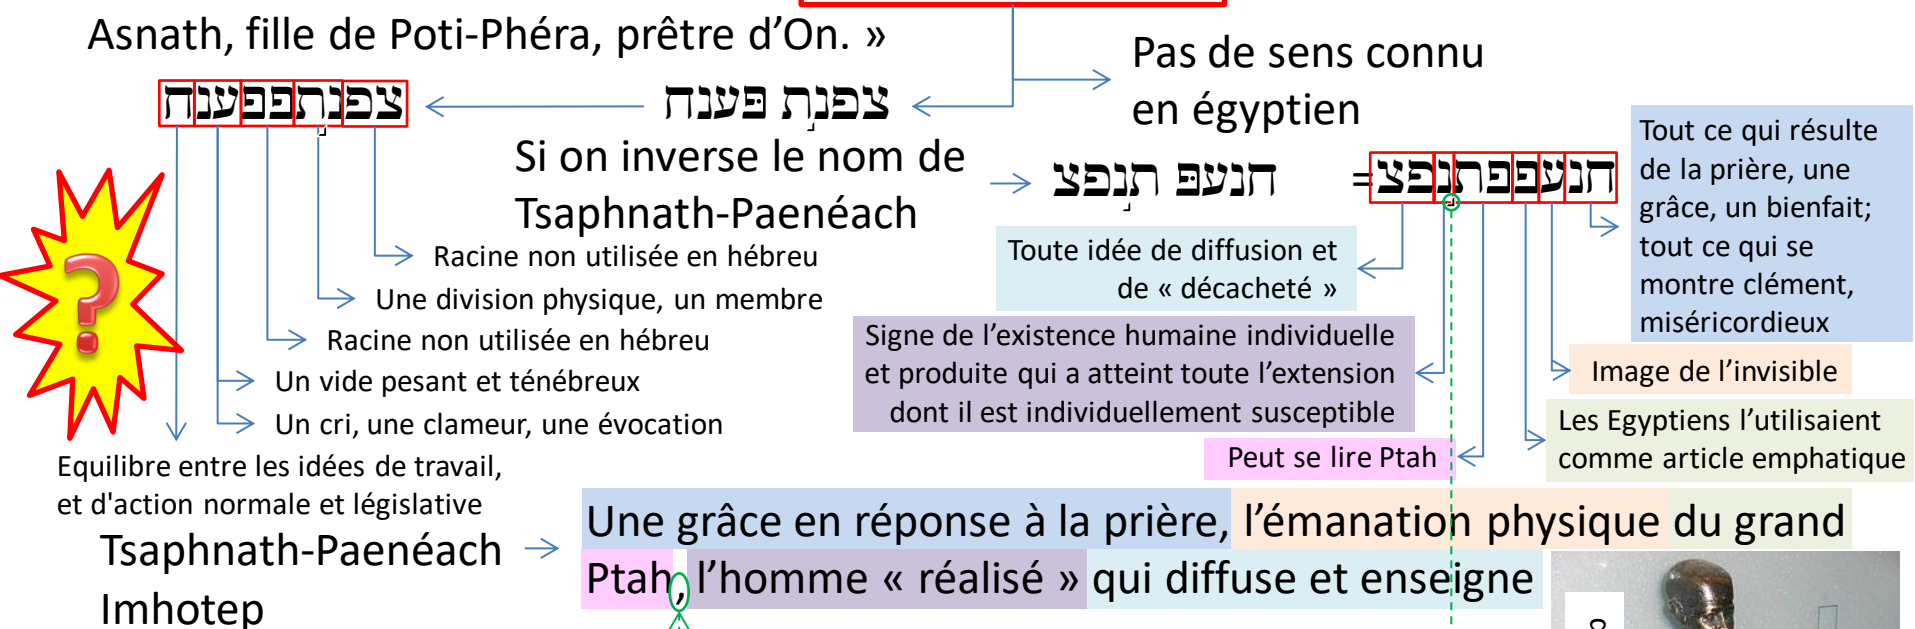 Asnath, fille de Poti-Phéra, prêtre d’On. »
Pas de sens connu
en égyptien
צפנת פּענח
צפנתפפענח
Si on inverse le nom de
Tsaphnath-Paenéach
חנעפּ תנפצ
=
חנעפפתנפצ
Racine non utilisée en hébreu
Une division physique, un membre
Racine non utilisée en hébreu
Un vide pesant et ténébreux
Un cri, une clameur, une évocation
Equilibre entre les idées de travail,
et d'action normale et législative
?
Tout ce qui résulte
de la prière, une
grâce, un bienfait;
tout ce qui se
montre clément,
miséricordieux
Toute idée de diffusion et
de « décacheté »
Signe de l’existence humaine individuelle
et produite qui a atteint toute l’extension
dont il est individuellement susceptible
Image de l’invisible
Les Egyptiens l’utilisaient
comme article emphatique
Peut se lire Ptah
Tsaphnath-Paenéach
Imhotep
Une grâce en réponse à la prière, l’émanation physique du grand
Ptah, l’homme « réalisé » qui diffuse et enseigne